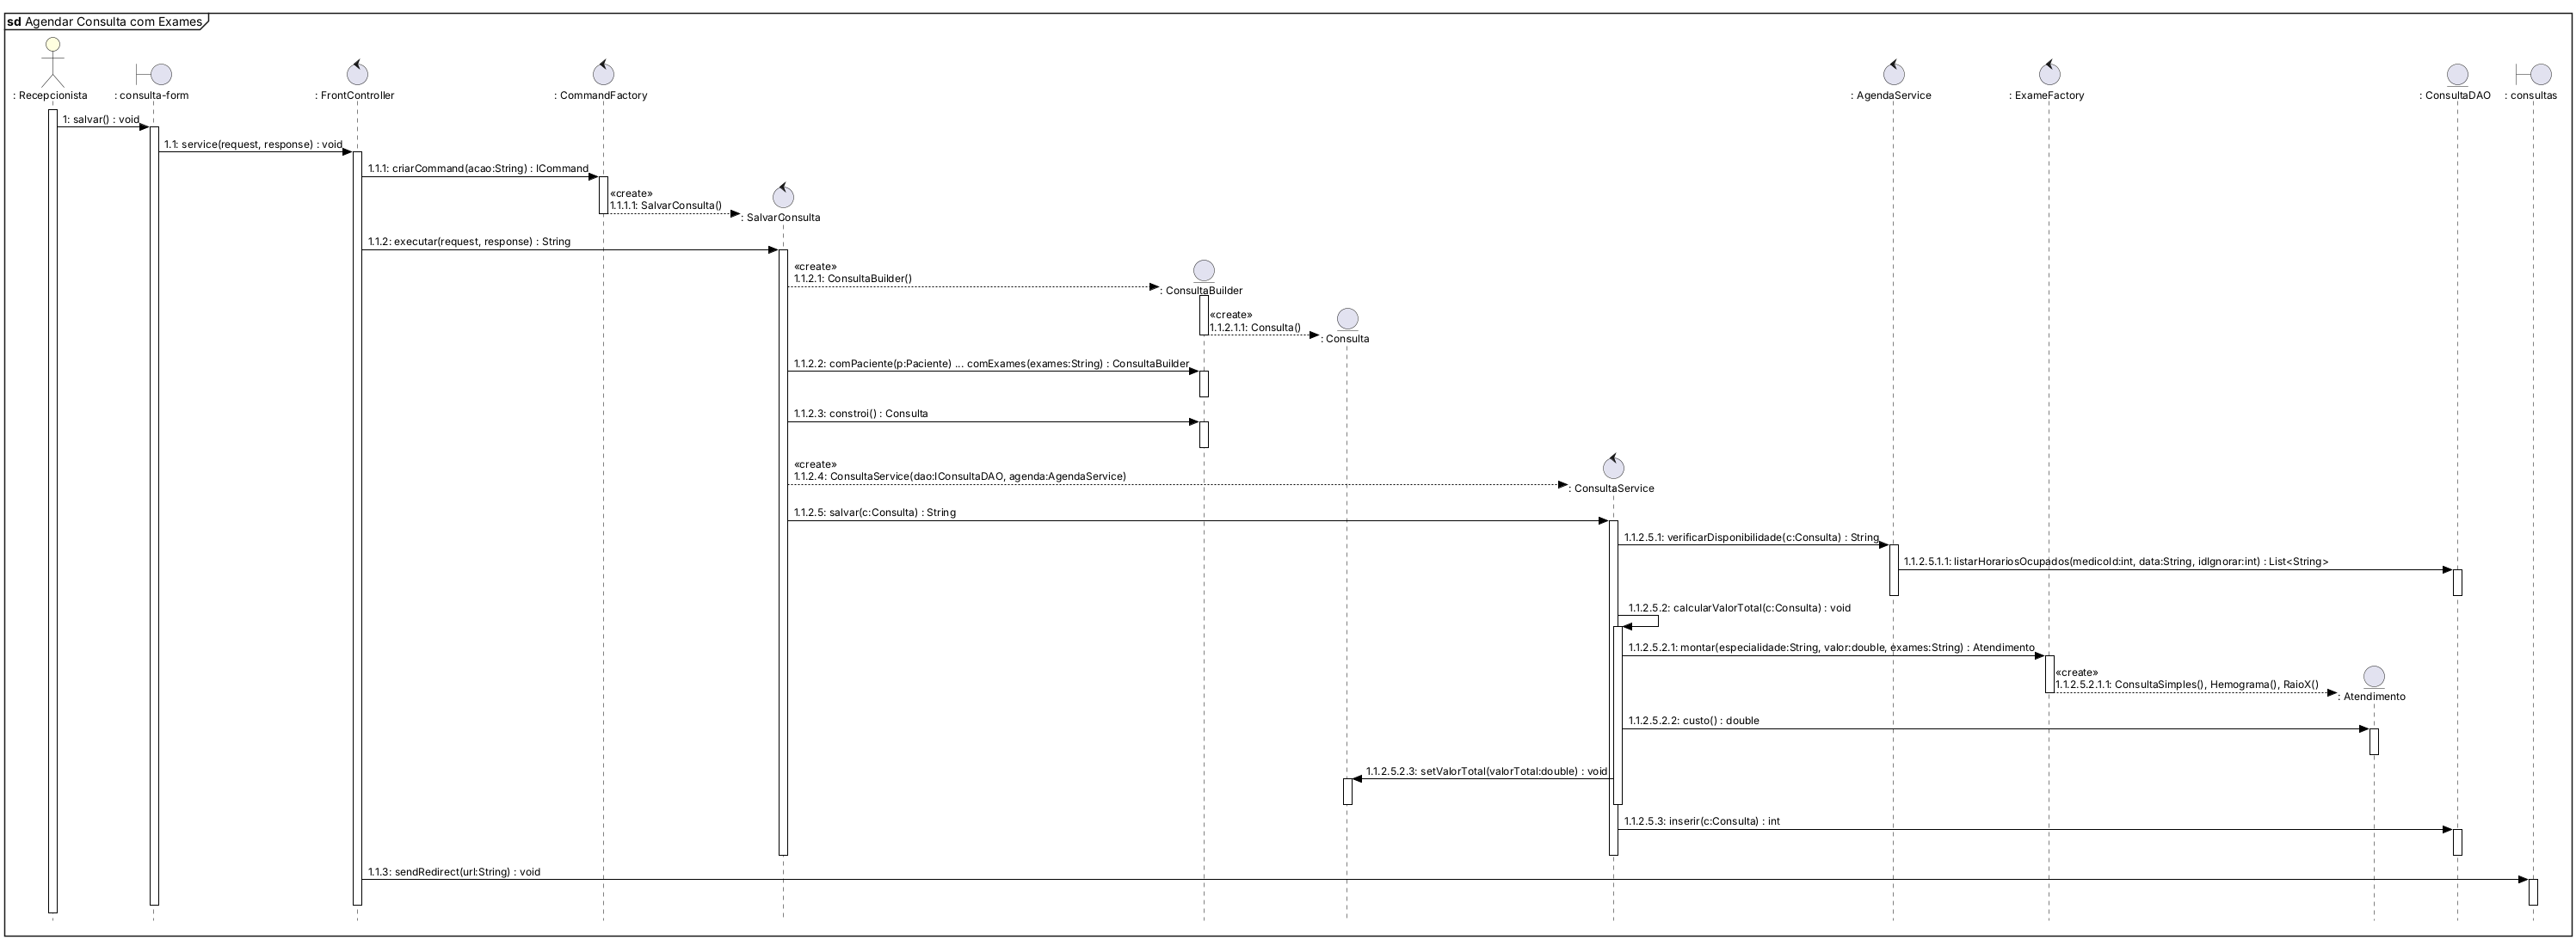 sd Agendar Consulta com Exames
: Recepcionista
: consulta-form
: FrontController
: CommandFactory
: AgendaService
: ExameFactory
: ConsultaDAO
: consultas
1: salvar() : void
1.1: service(request, response) : void
1.1.1: criarCommand(acao:String) : ICommand
«create»
1.1.1.1: SalvarConsulta()
: SalvarConsulta
1.1.2: executar(request, response) : String
«create»
1.1.2.1: ConsultaBuilder()
: ConsultaBuilder
«create»
1.1.2.1.1: Consulta()
: Consulta
1.1.2.2: comPaciente(p:Paciente) ... comExames(exames:String) : ConsultaBuilder
1.1.2.3: constroi() : Consulta
«create»
1.1.2.4: ConsultaService(dao:IConsultaDAO, agenda:AgendaService)
: ConsultaService
1.1.2.5: salvar(c:Consulta) : String
1.1.2.5.1: verificarDisponibilidade(c:Consulta) : String
1.1.2.5.1.1: listarHorariosOcupados(medicoId:int, data:String, idIgnorar:int) : List<String>
1.1.2.5.2: calcularValorTotal(c:Consulta) : void
1.1.2.5.2.1: montar(especialidade:String, valor:double, exames:String) : Atendimento
«create»
1.1.2.5.2.1.1: ConsultaSimples(), Hemograma(), RaioX()
: Atendimento
1.1.2.5.2.2: custo() : double
1.1.2.5.2.3: setValorTotal(valorTotal:double) : void
1.1.2.5.3: inserir(c:Consulta) : int
1.1.3: sendRedirect(url:String) : void